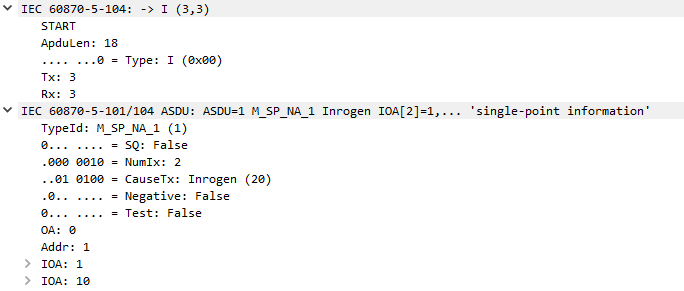 IEC 60870-5-104: -> I (3,3)
START
ApduLen: 18
.... ...0 = Type: I (0x00)
Tx: 3
Rx: 3
IEC 60870-5-101/104 ASDU: ASDU=1 M_SP_NA_1 Inrogen IOA[2]=1,... 'single-point information'
TypeId: M_SP_NA_1 (1)
0... .... = SQ: False
.000 0010 = NumIx: 2
..01 0100 = CauseTx: Inrogen (20)
.0.. .... = Negative: False
0... .... = Test: False
OA: 0
Addr: 1
IOA: 1
IOA: 10